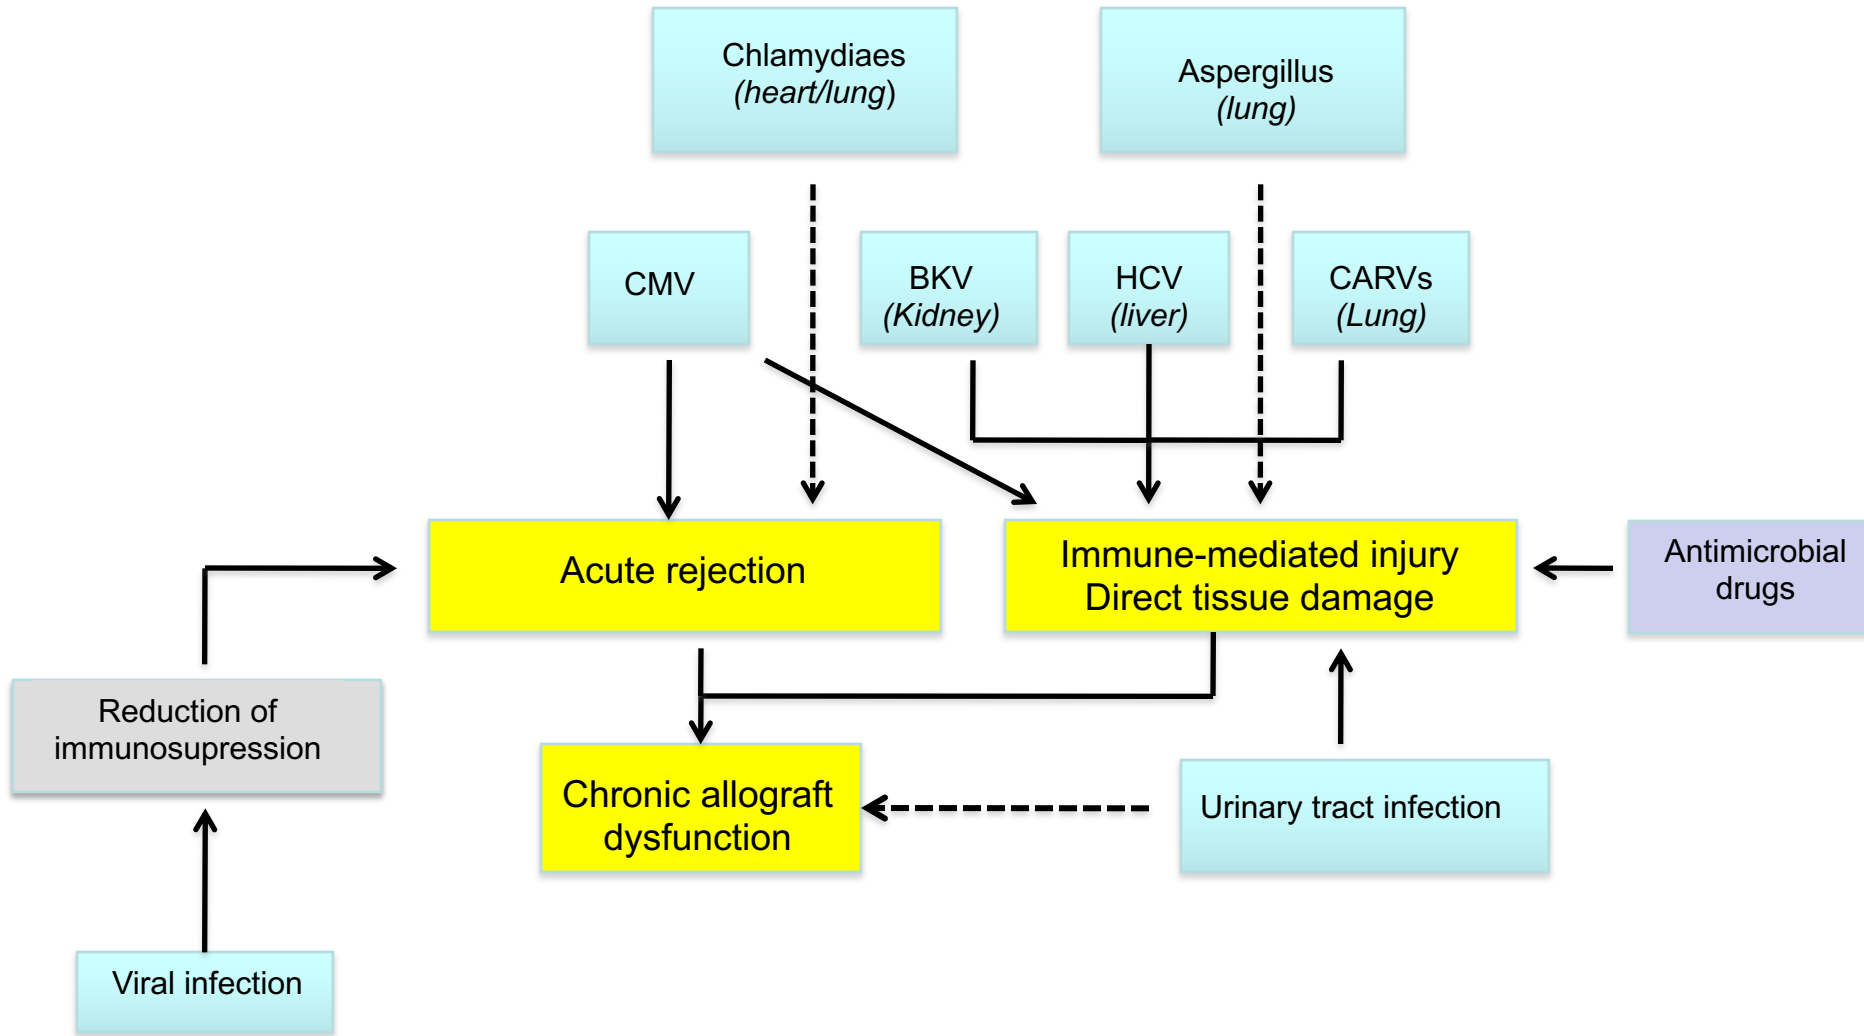 Chlamydiaes
(heart/lung)
Aspergillus
(lung)
CMV
BKV
(Kidney)
HCV
(liver)
CARVs
(Lung)
Acute rejection
Immune-mediated injury
Direct tissue damage
Antimicrobial
drugs
Reduction of
immunosupression
Chronic allograft
dysfunction
Urinary tract infection
Viral infection